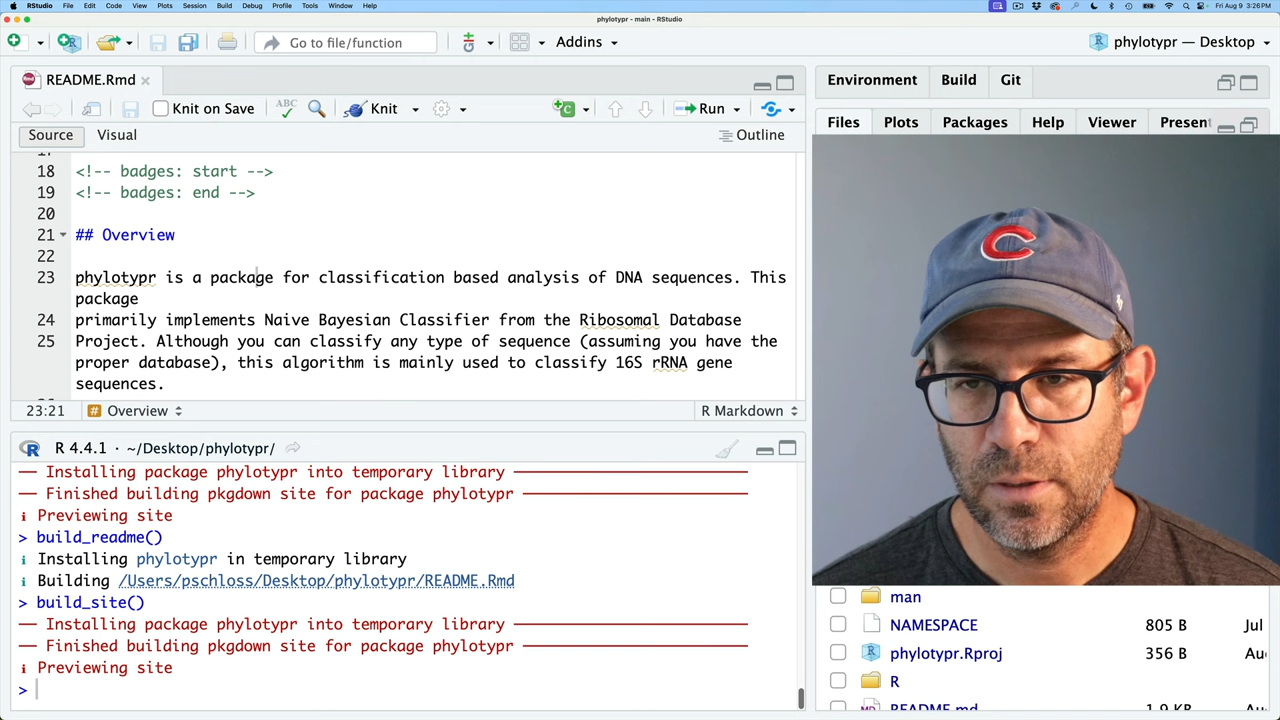 RStudio File Edit Code View Plots Session Build Debug Profile Tools Window Help Fri Aug 9 3:26 PM
phylotypr - main - RStudio
Go to file/function Addins phylotypr — Desktop
README.Rmd
Knit on Save ABC Knit Run
Source Visual Outline
17
18 <!-- badges: start -->
19 <!-- badges: end -->
20
21 ## Overview
22
23 phylotypr is a package for classification based analysis of DNA sequences. This
package
24 primarily implements Naive Bayesian Classifier from the Ribosomal Database
25 Project. Although you can classify any type of sequence (assuming you have the
proper database), this algorithm is mainly used to classify 16S rRNA gene
sequences.
23:21 # Overview R Markdown
R 4.4.1 · ~/Desktop/phylotypr/
── Installing package phylotypr into temporary library ──
── Finished building pkgdown site for package phylotypr ──
ℹ Previewing site
> build_readme()
ℹ Installing phylotypr in temporary library
ℹ Building /Users/pschloss/Desktop/phylotypr/README.Rmd
> build_site()
── Installing package phylotypr into temporary library ──
── Finished building pkgdown site for package phylotypr ──
ℹ Previewing site
>
Environment Build Git
Files Plots Packages Help Viewer Present
C
man
NAMESPACE 805 B Jul
phylotypr.Rproj 356 B Au
R
README.md 1.9 KB